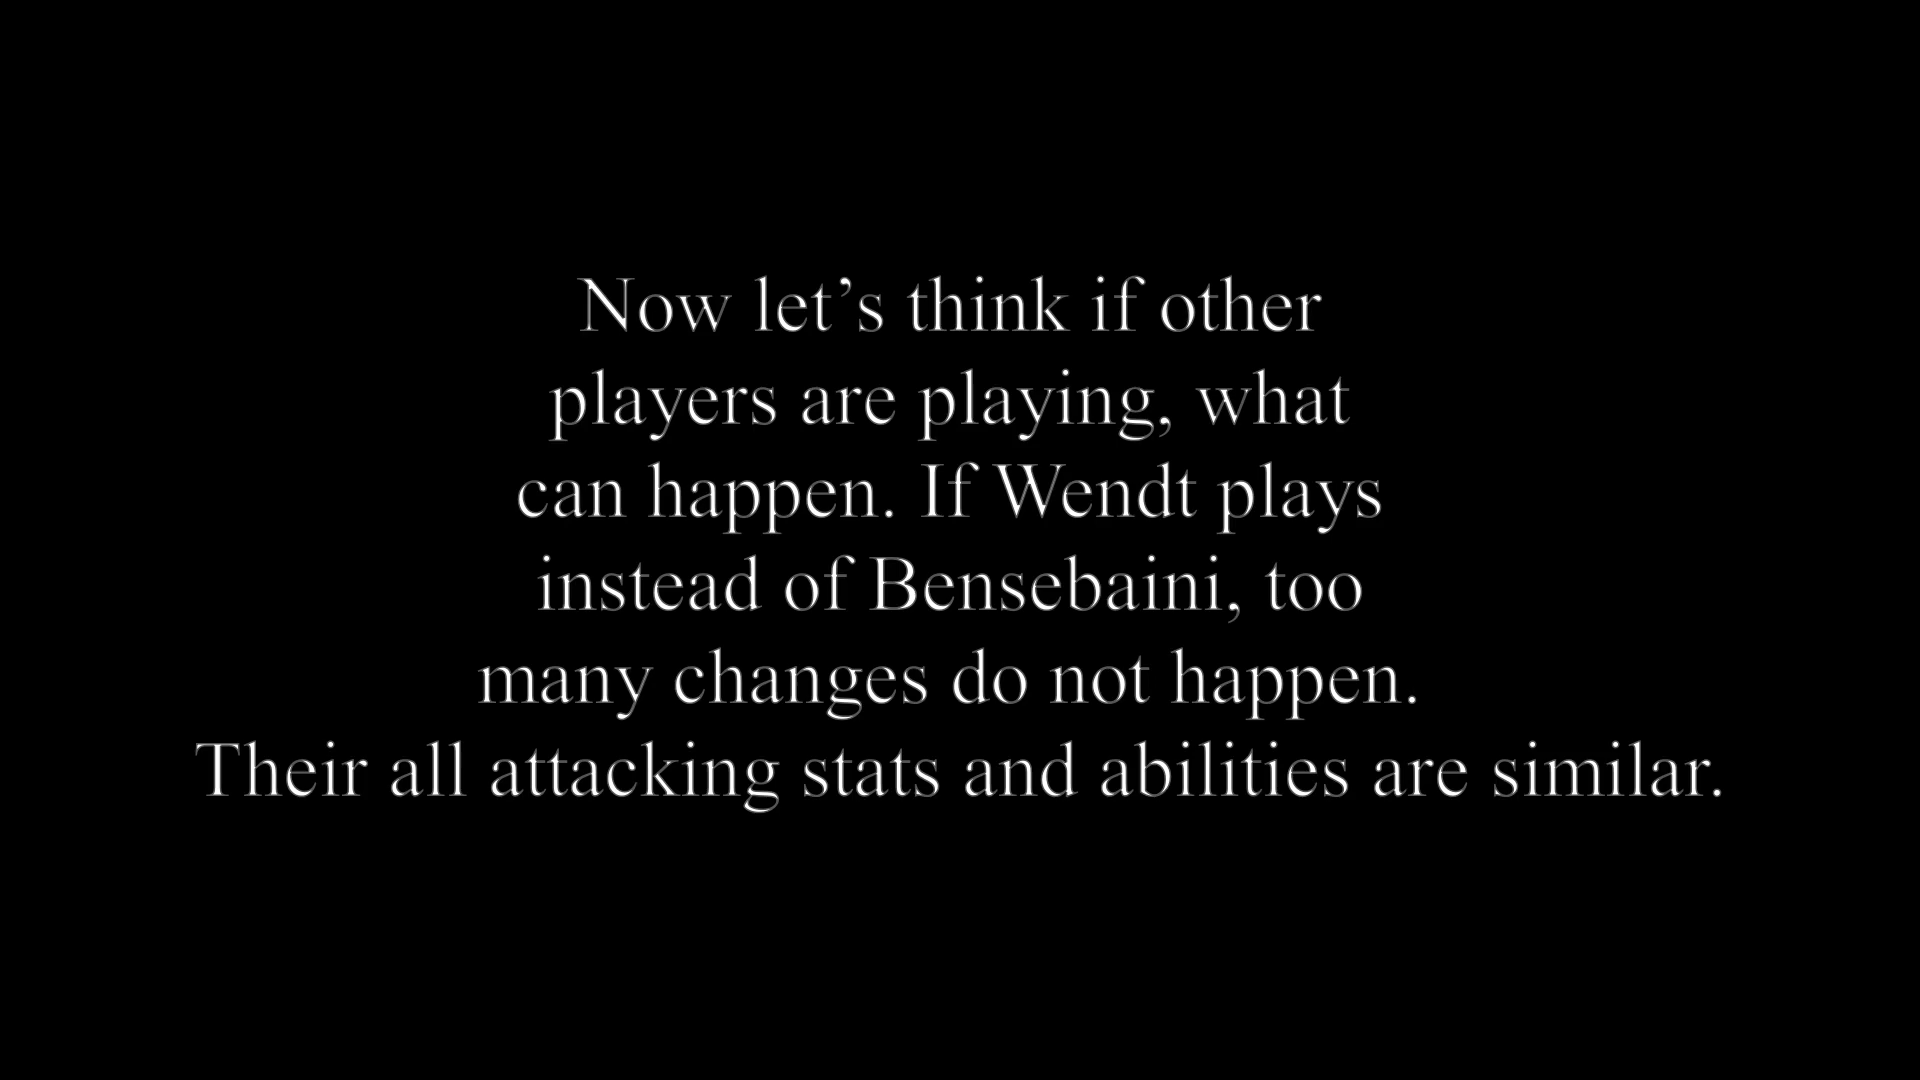 Now let’s think if other
players are playing, what
can happen. If Wendt plays
instead of Bensebaini, too
many changes do not happen.
Their all attacking stats and abilities are similar.